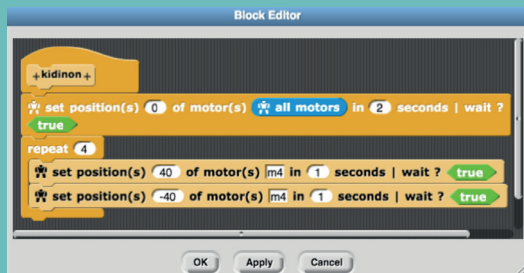 Block Editor
+kidinon+
set position(s) 0 of motor(s) all motors in 2 seconds | wait ?
true
repeat 4
set position(s) 40 of motor(s) m4 in 1 seconds | wait ? true
set position(s) -40 of motor(s) m4 in 1 seconds | wait ? true
OK Apply Cancel